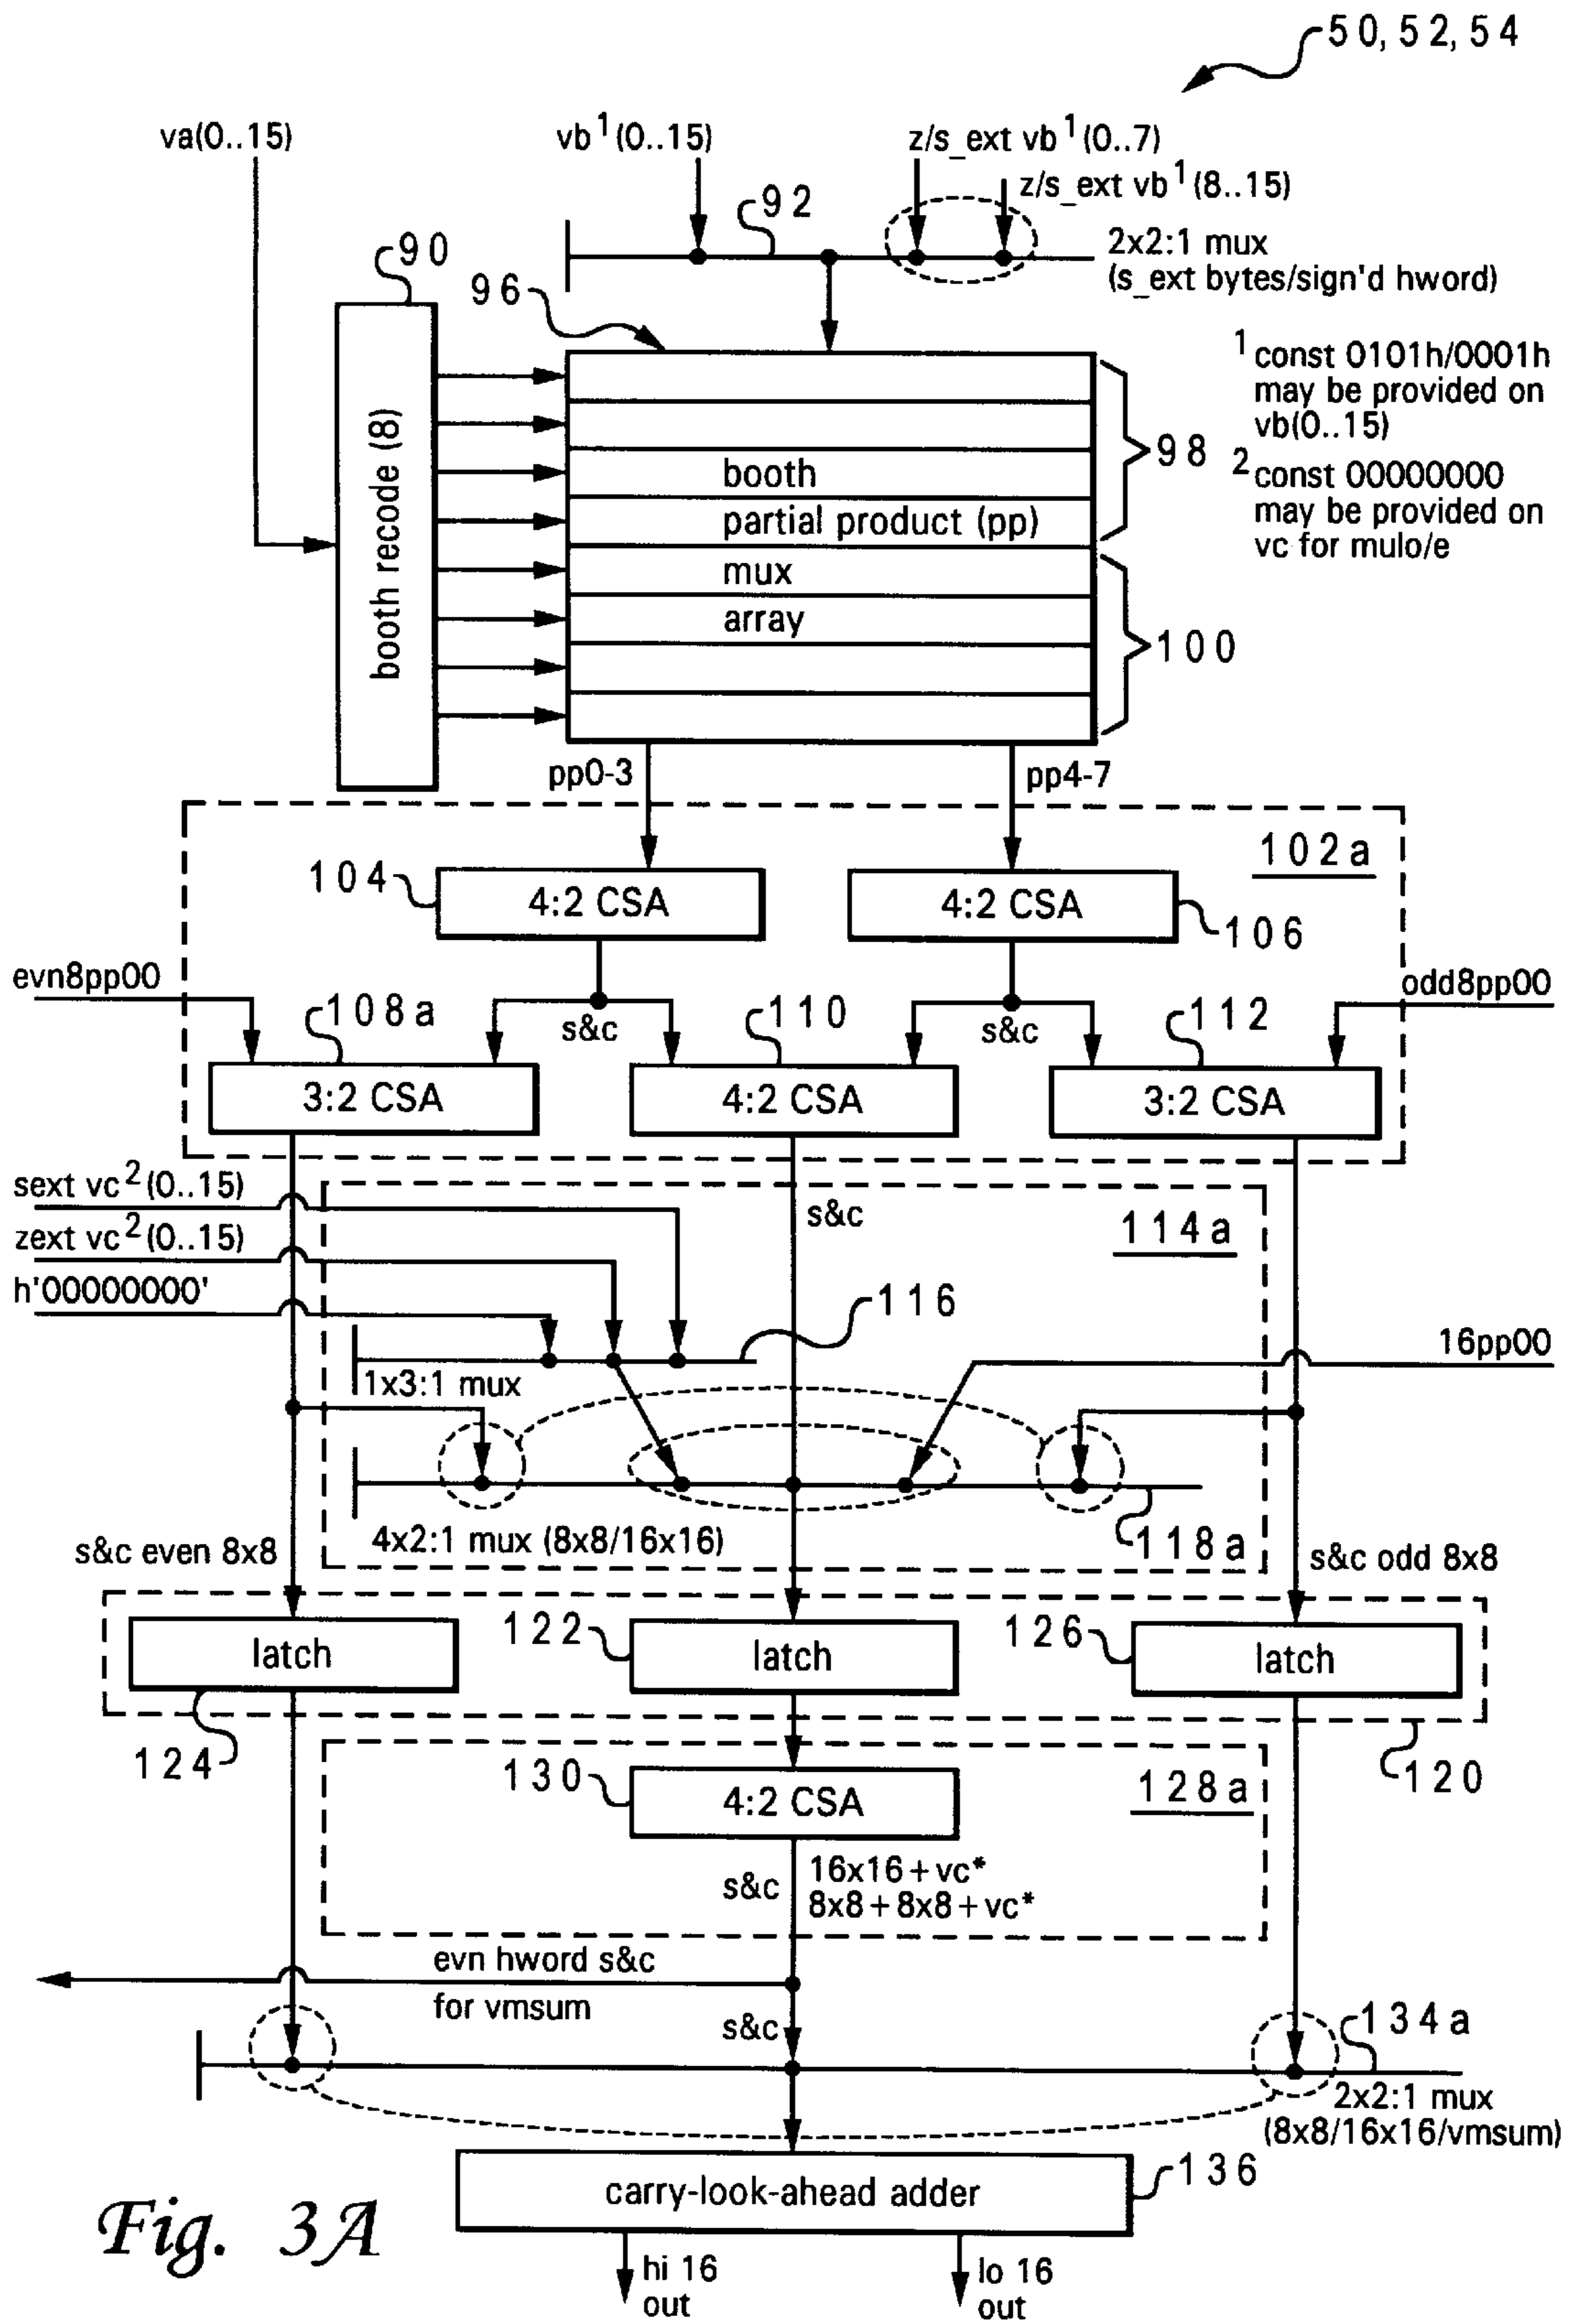 50, 52, 54
va(0..15)
vb¹(0..15)
z/s_ext vb¹(0..7)
z/s_ext vb¹(8..15)
92
2x2:1 mux
(s_ext bytes/sign'd hword)
90
96
booth recode (8)
booth
partial product (pp)
mux
array
98
100
¹ const 0101h/0001h
may be provided on
vb(0..15)
² const 00000000
may be provided on
vc for mulo/e
pp0-3
pp4-7
102a
104
4:2 CSA
4:2 CSA
106
evn8pp00
odd8pp00
108a
s&c
110
s&c
112
3:2 CSA
4:2 CSA
3:2 CSA
sext vc²(0..15)
zext vc²(0..15)
h'00000000'
s&c
114a
116
16pp00
1x3:1 mux
4x2:1 mux (8x8/16x16)
118a
s&c even 8x8
s&c odd 8x8
latch
122
latch
126
latch
124
120
130
4:2 CSA
128a
s&c
16x16+vc*
8x8+8x8+vc*
evn hword s&c
for vmsum
s&c
134a
2x2:1 mux
(8x8/16x16/vmsum)
carry-look-ahead adder
136
hi 16
out
lo 16
out
Fig. 3A